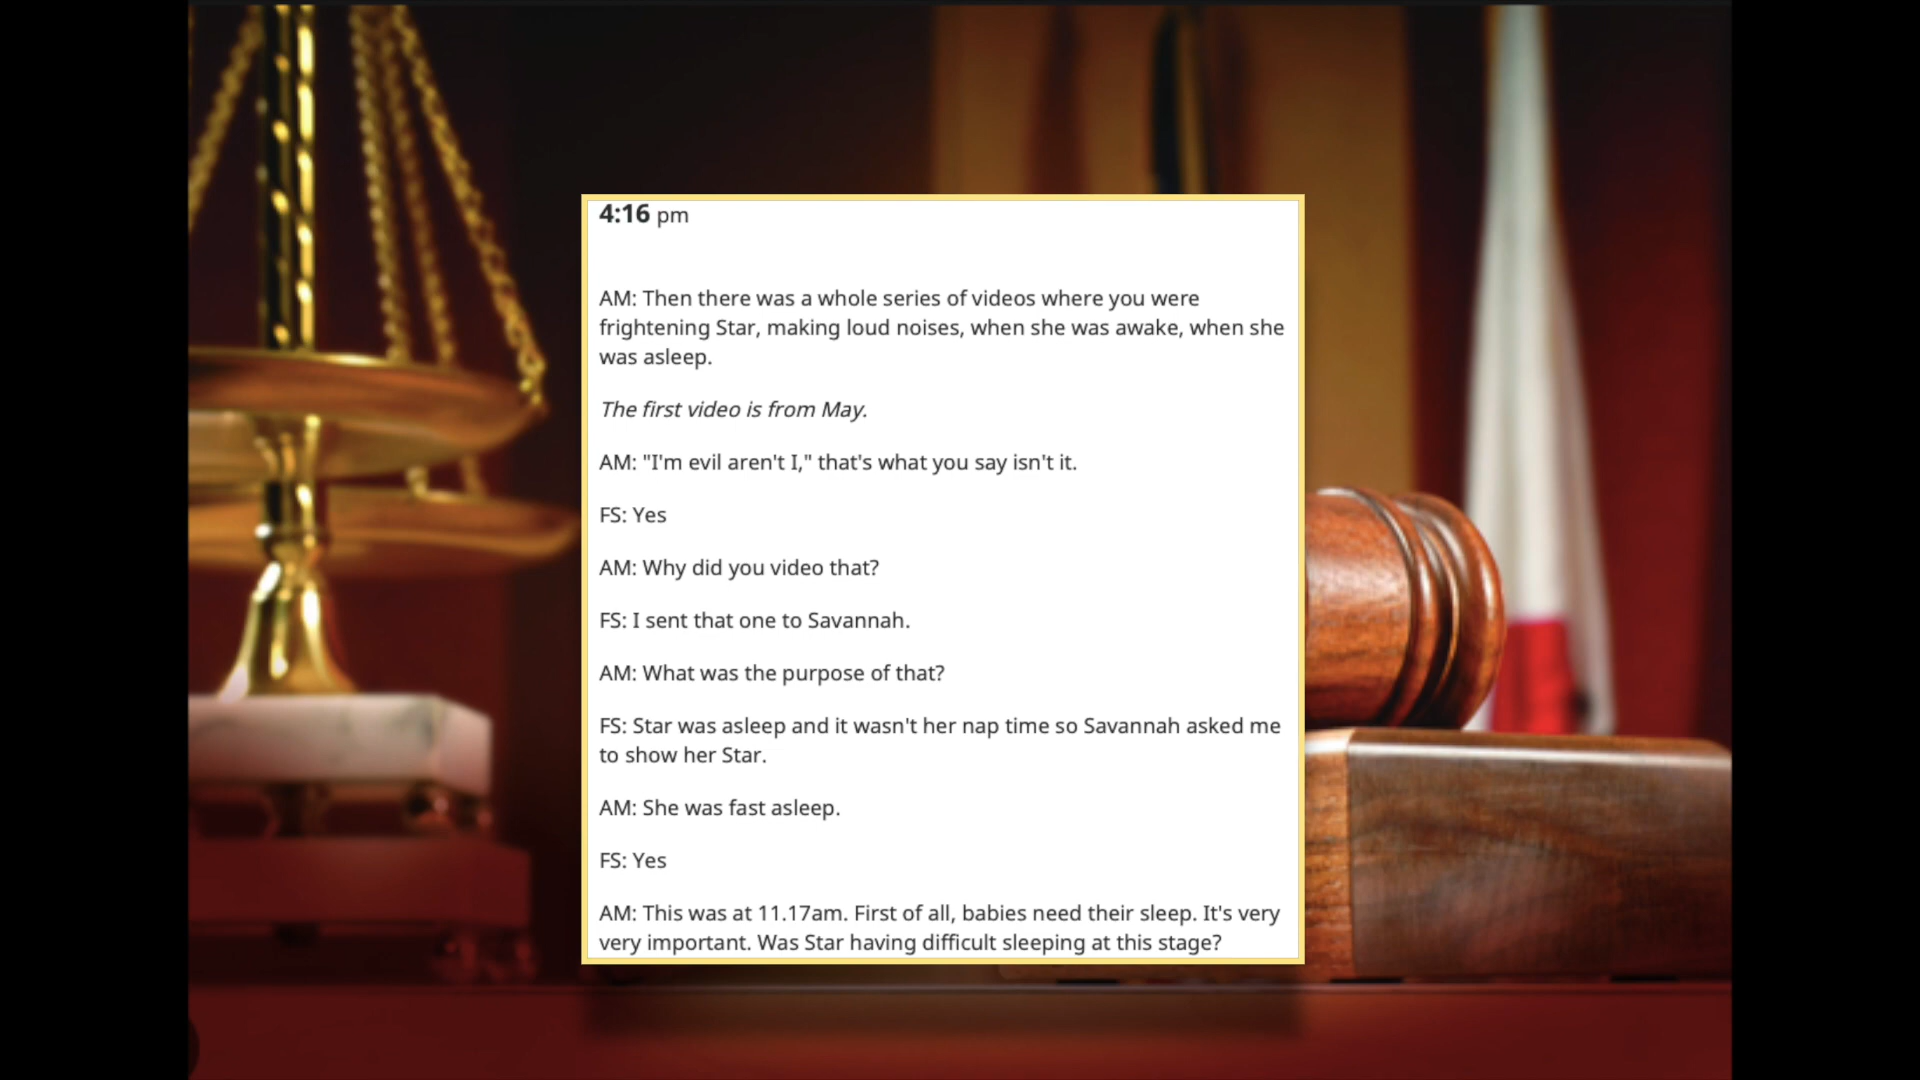 4:16 pm
AM: Then there was a whole series of videos where you were
frightening Star, making loud noises, when she was awake, when she
was asleep.
The first video is from May.
AM: "I'm evil aren't I," that's what you say isn't it.
FS: Yes
AM: Why did you video that?
FS: I sent that one to Savannah.
AM: What was the purpose of that?
FS: Star was asleep and it wasn't her nap time so Savannah asked me
to show her Star.
AM: She was fast asleep.
FS: Yes
AM: This was at 11.17am. First of all, babies need their sleep. It's very
very important. Was Star having difficult sleeping at this stage?